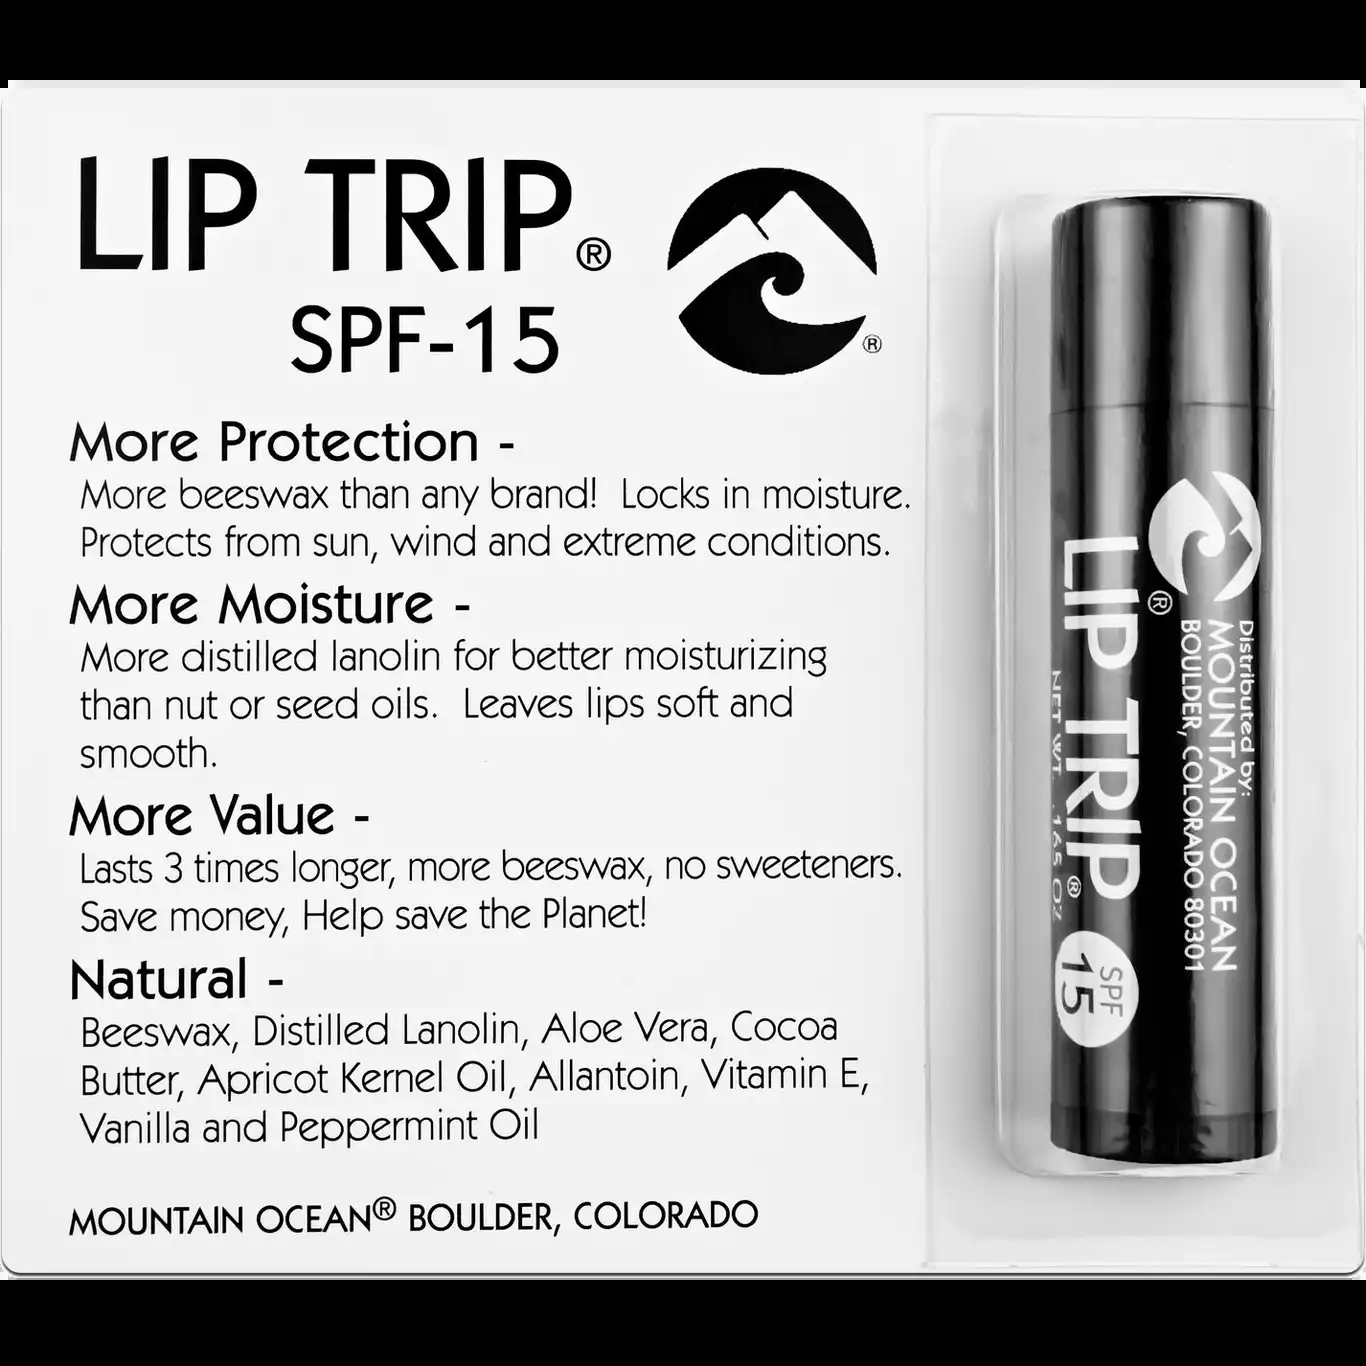 LIP TRIP®
SPF-15
®
More Protection -
More beeswax than any brand! Locks in moisture.
Protects from sun, wind and extreme conditions.
More Moisture -
More distilled lanolin for better moisturizing
than nut or seed oils. Leaves lips soft and
smooth.
More Value -
Lasts 3 times longer, more beeswax, no sweeteners.
Save money, Help save the Planet!
Natural -
Beeswax, Distilled Lanolin, Aloe Vera, Cocoa
Butter, Apricot Kernel Oil, Allantoin, Vitamin E,
Vanilla and Peppermint Oil
MOUNTAIN OCEAN® BOULDER, COLORADO
®
Distributed by:
MOUNTAIN OCEAN
BOULDER, COLORADO 80301
LIP TRIP®
SPF
15
NET WT. .165 OZ